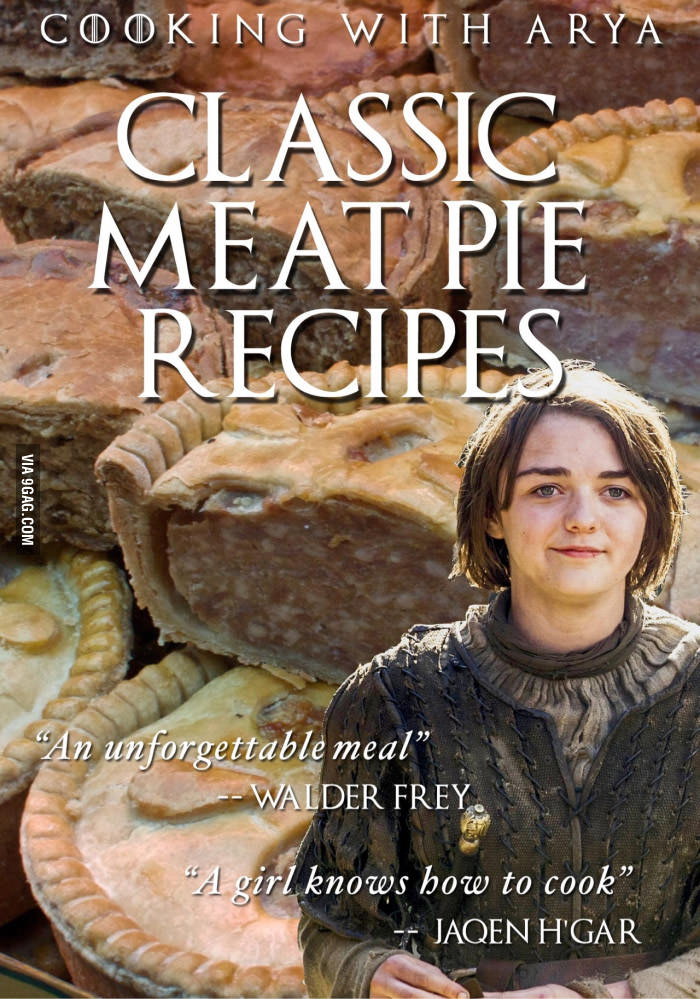 COOKING WITH ARYA
CLASSIC
MEAT PIE
RECIPES
VIA 9GAG.COM
“An unforgettable meal”
-- WALDER FREY
“A girl knows how to cook”
-- JAQEN H'GAR